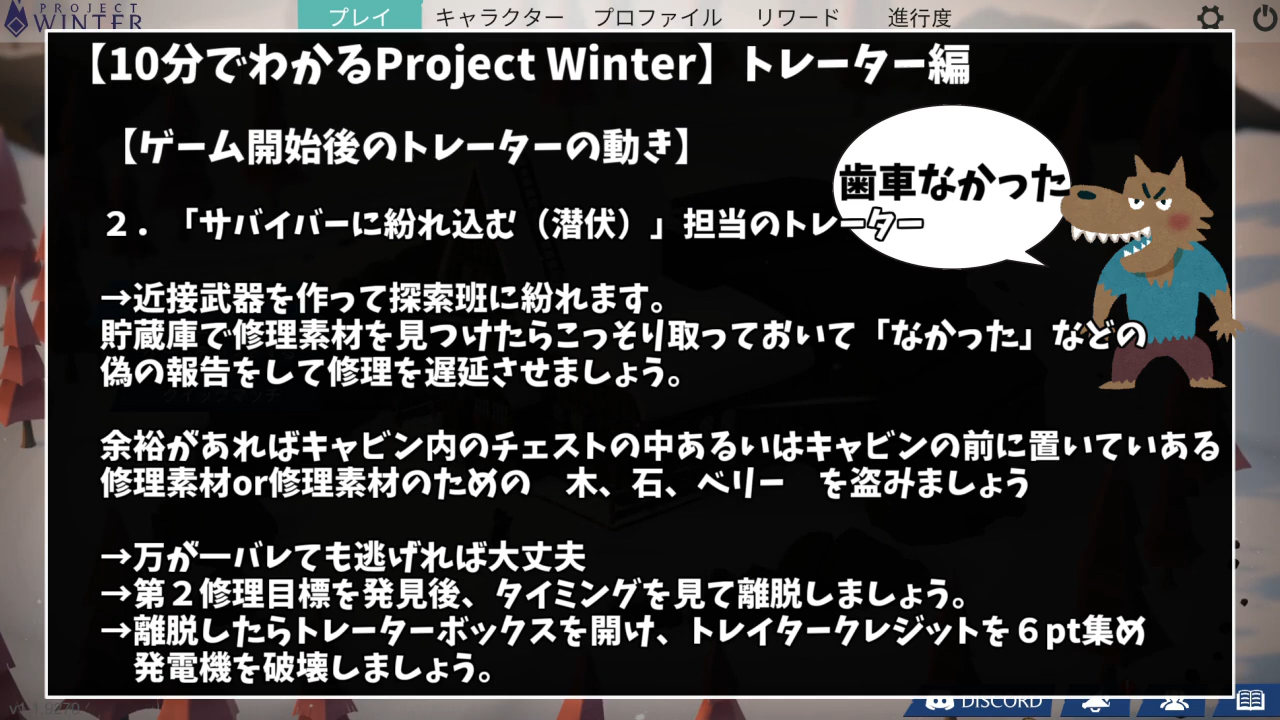 PROJECT
WINTER
プレイ キャラクター プロファイル リワード 進行度
【10分でわかるProject Winter】トレーター編
【ゲーム開始後のトレーターの動き】
歯車なかった
２．「サバイバーに紛れ込む（潜伏）」担当のトレーター
→近接武器を作って探索班に紛れます。
貯蔵庫で修理素材を見つけたらこっそり取っておいて「なかった」などの
偽の報告をして修理を遅延させましょう。
余裕があればキャビン内のチェストの中あるいはキャビンの前に置いていある
修理素材or修理素材のための　木、石、ベリー　を盗みましょう
→万が一バレても逃げれば大丈夫
→第２修理目標を発見後、タイミングを見て離脱しましょう。
→離脱したらトレーターボックスを開け、トレイタークレジットを６pt集め
発電機を破壊しましょう。
DISCORD